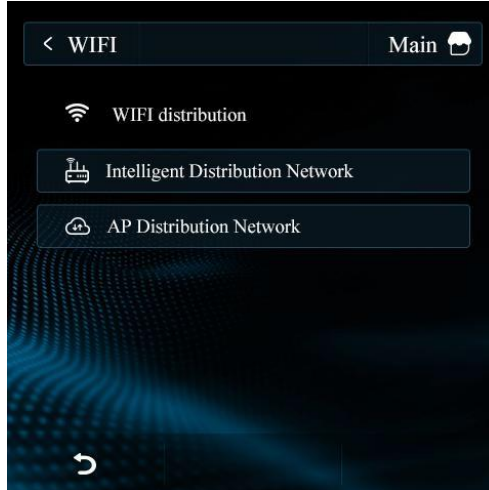 WIFI
Main
WIFI distribution
Intelligent Distribution Network
AP Distribution Network